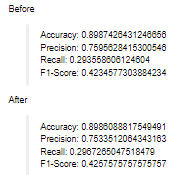 Before
Accuracy: 0.8987426431246656
Precision: 0.7595628415300546
Recall: 0.293558606124604
F1-Score: 0.4234577303884234
After
Accuracy: 0.8986088817549491
Precision: 0.7533512064343163
Recall: 0.2967265047518479
F1-Score: 0.4257575757575757